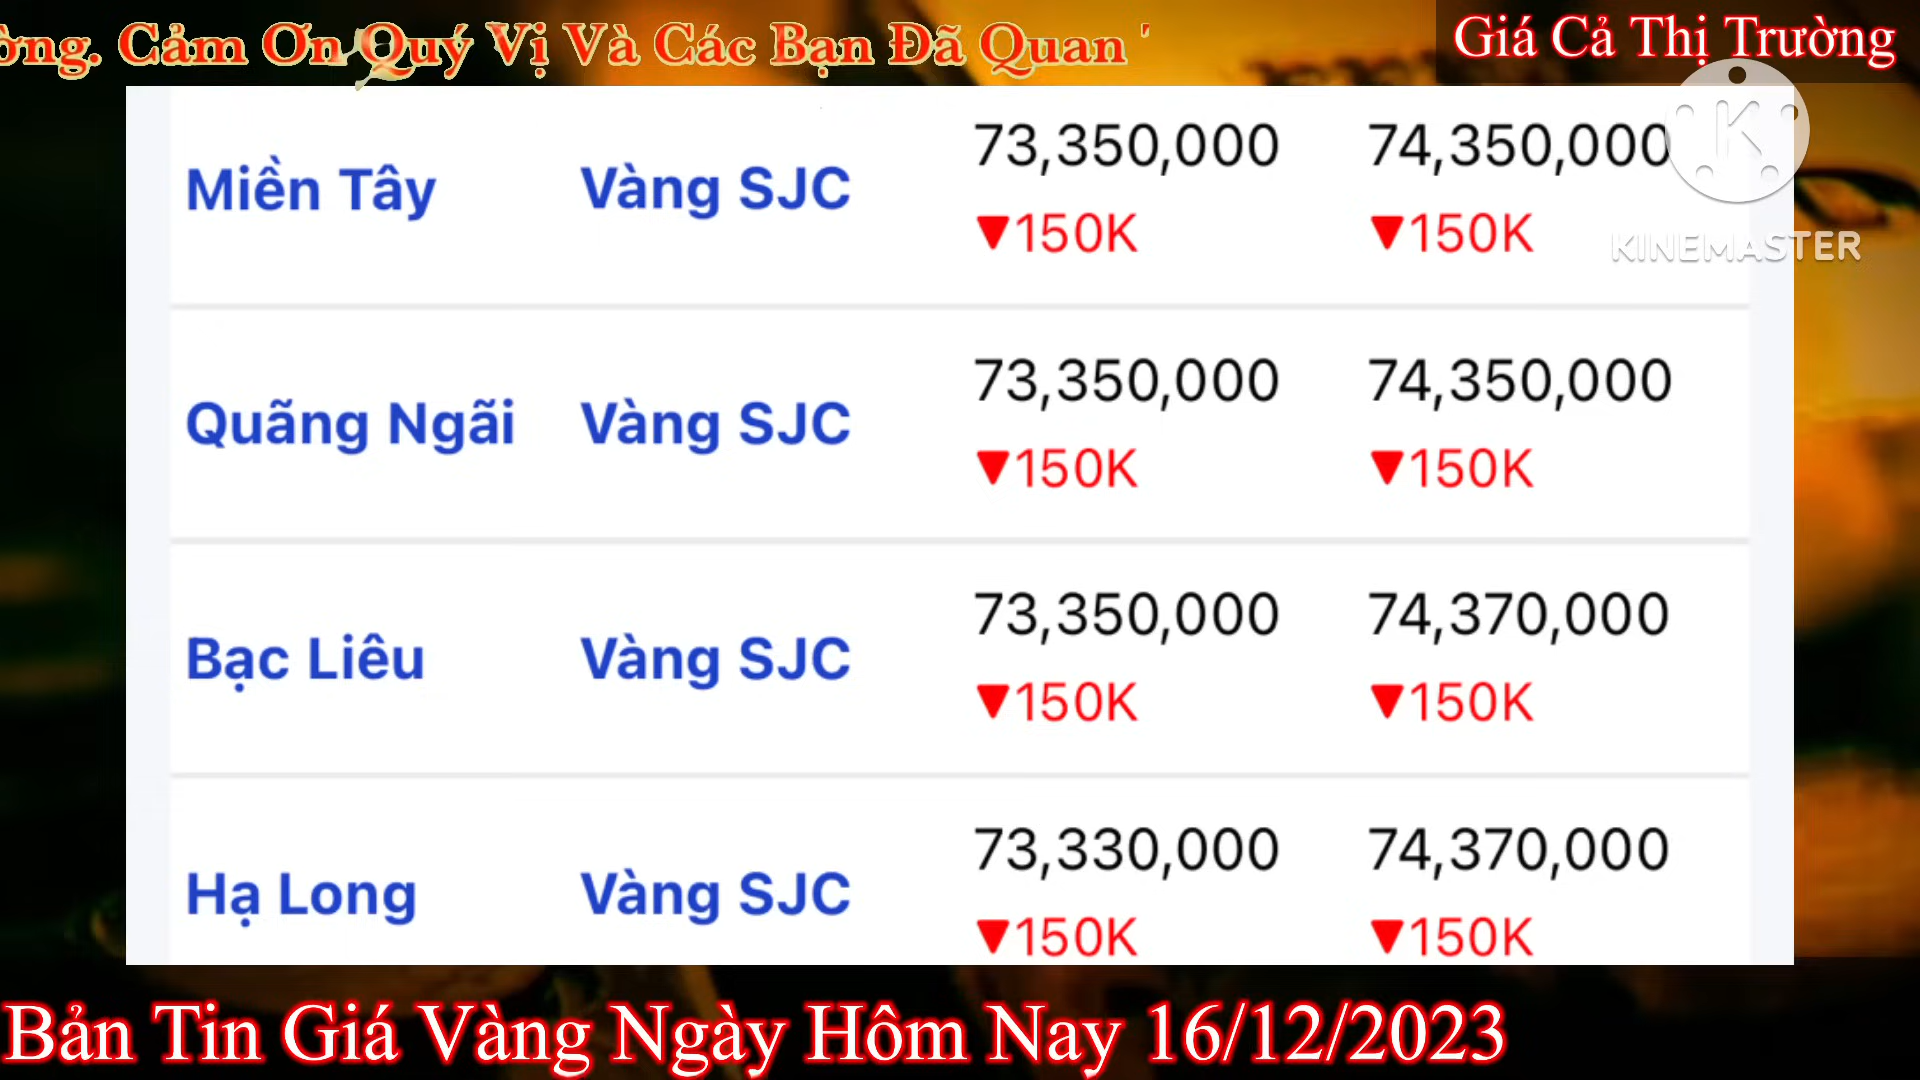 ờng. Cảm Ơn Quý Vị Và Các Bạn Đã Quan
Giá Cả Thị Trường
KINEMASTER
Miền Tây Vàng SJC 73,350,000 74,350,000
▼150K ▼150K
Quãng Ngãi Vàng SJC 73,350,000 74,350,000
▼150K ▼150K
Bạc Liêu Vàng SJC 73,350,000 74,370,000
▼150K ▼150K
Hạ Long Vàng SJC 73,330,000 74,370,000
▼150K ▼150K
Bản Tin Giá Vàng Ngày Hôm Nay 16/12/2023